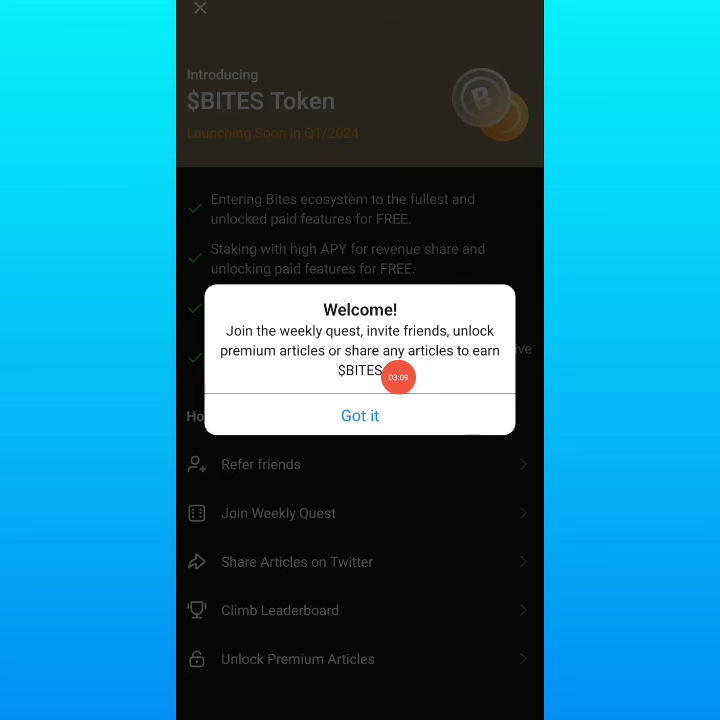 Introducing
$BITES Token
Launching Soon in Q1/2024
B
Entering Bites ecosystem to the fullest and
unlocked paid features for FREE.
Staking with high APY for revenue share and
unlocking paid features for FREE.
Welcome!
Join the weekly quest, invite friends, unlock
premium articles or share any articles to earn
$BITES
03:09
Got it
Refer friends
Join Weekly Quest
Share Articles on Twitter
Climb Leaderboard
Unlock Premium Articles